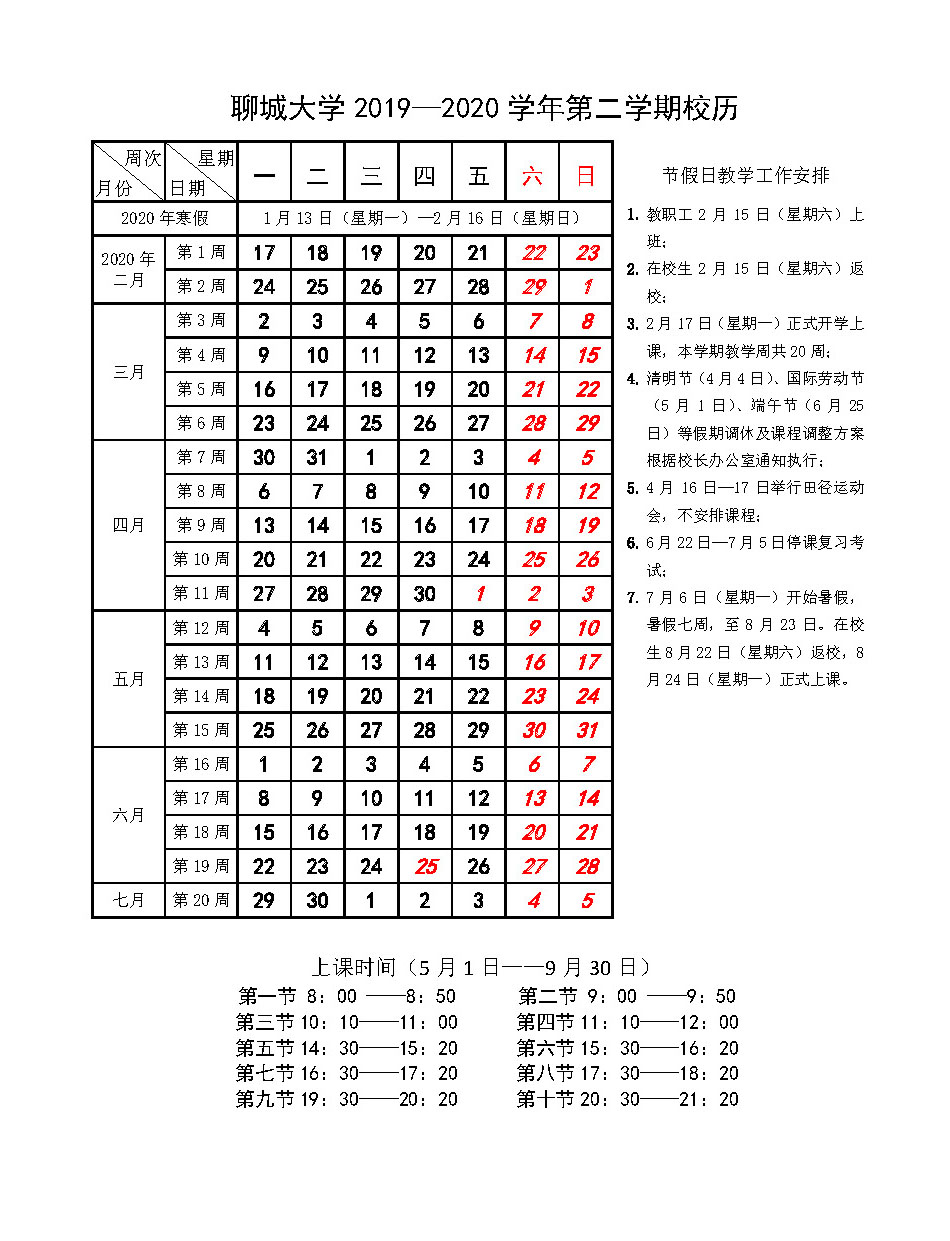 聊城大学 2019—2020 学年第二学期校历
周次 星期 一 二 三 四 五 六 日
月份 日期
2020 年寒假 1 月 13 日（星期一）—2 月 16 日（星期日）
2020 年
二月
第 1 周 17 18 19 20 21 22 23
第 2 周 24 25 26 27 28 29 1
三月
第 3 周 2 3 4 5 6 7 8
第 4 周 9 10 11 12 13 14 15
第 5 周 16 17 18 19 20 21 22
第 6 周 23 24 25 26 27 28 29
四月
第 7 周 30 31 1 2 3 4 5
第 8 周 6 7 8 9 10 11 12
第 9 周 13 14 15 16 17 18 19
第 10 周 20 21 22 23 24 25 26
第 11 周 27 28 29 30 1 2 3
五月
第 12 周 4 5 6 7 8 9 10
第 13 周 11 12 13 14 15 16 17
第 14 周 18 19 20 21 22 23 24
第 15 周 25 26 27 28 29 30 31
六月
第 16 周 1 2 3 4 5 6 7
第 17 周 8 9 10 11 12 13 14
第 18 周 15 16 17 18 19 20 21
第 19 周 22 23 24 25 26 27 28
七月
第 20 周 29 30 1 2 3 4 5
节假日教学工作安排
1. 教职工 2 月 15 日（星期六）上
班；
2. 在校生 2 月 15 日（星期六）返
校；
3. 2 月 17 日（星期一）正式开学上
课，本学期教学周共 20 周；
4. 清明节（4 月 4 日）、国际劳动节
（5 月 1 日）、端午节（6 月 25
日）等假期调休及课程调整方案
根据校长办公室通知执行；
5. 4 月 16 日—17 日举行田径运动
会，不安排课程；
6. 6 月 22 日—7 月 5 日停课复习考
试；
7. 7 月 6 日（星期一）开始暑假，
暑假七周，至 8 月 23 日。在校
生 8 月 22 日（星期六）返校，8
月 24 日（星期一）正式上课。
上课时间（5 月 1 日——9 月 30 日）
第一节 8：00 ——8：50 第二节 9：00 ——9：50
第三节 10：10——11：00 第四节 11：10——12：00
第五节 14：30——15：20 第六节 15：30——16：20
第七节 16：30——17：20 第八节 17：30——18：20
第九节 19：30——20：20 第十节 20：30——21：20